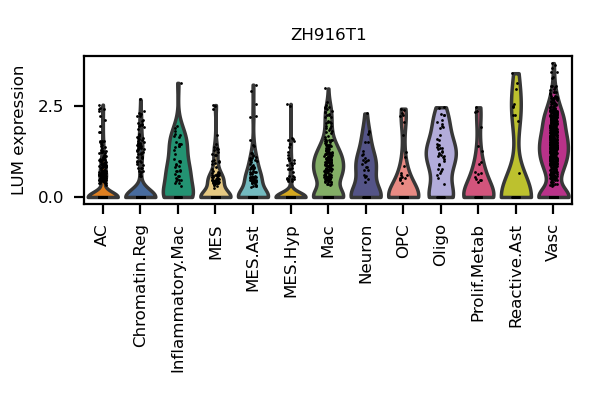 ZH916T1
LUM expression
2.5
0.0
AC
Chromatin.Reg
Inflammatory.Mac
MES
MES.Ast
MES.Hyp
Mac
Neuron
OPC
Oligo
Prolif.Metab
Reactive.Ast
Vasc